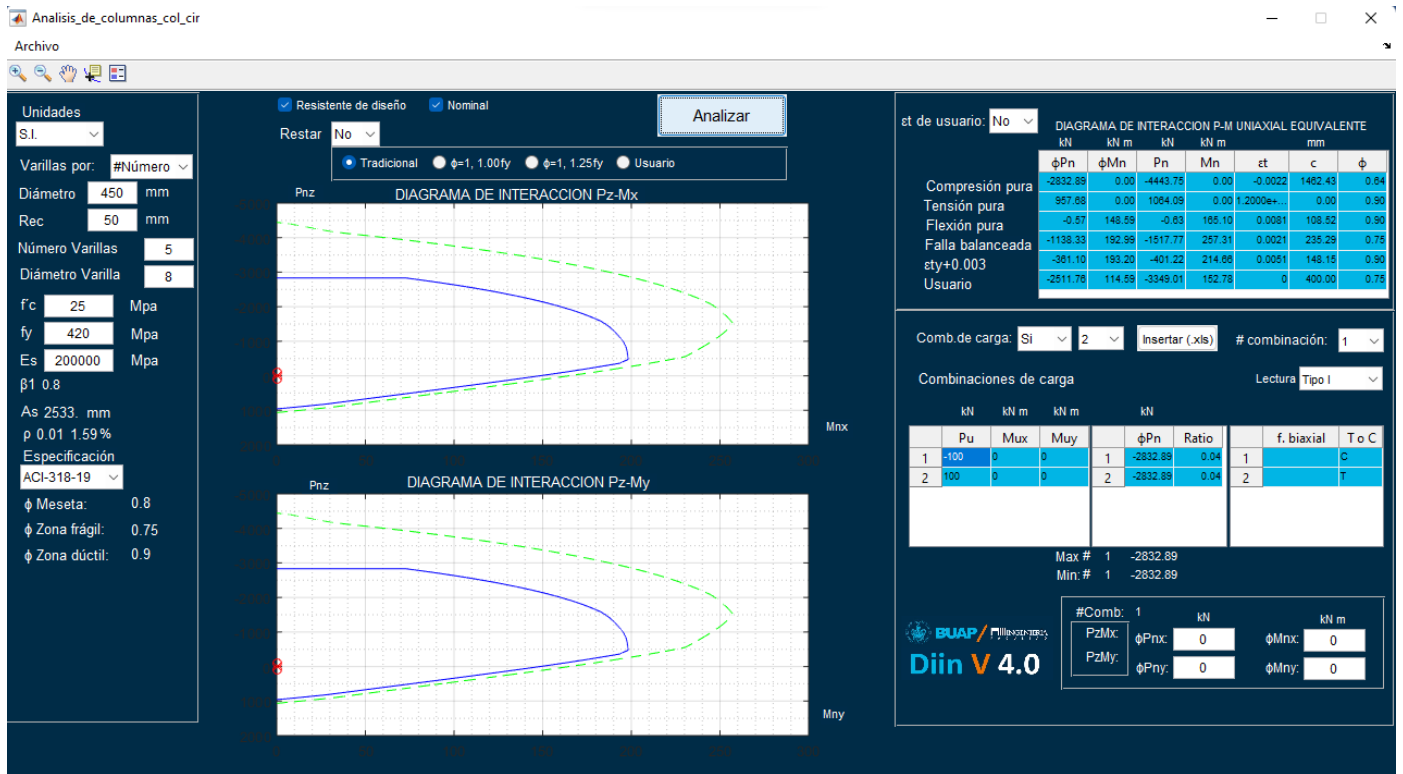 Analisis_de_columnas_col_cir
Archivo
Unidades
S.I.
Varillas por: #Número
Diámetro 450 mm
Rec 50 mm
Número Varillas 5
Diámetro Varilla 8
f'c 25 Mpa
fy 420 Mpa
Es 200000 Mpa
β1 0.8
As 2533. mm
ρ 0.01 1.59%
Especificación
ACI-318-19
ϕ Meseta: 0.8
ϕ Zona frágil: 0.75
ϕ Zona dúctil: 0.9
Resistente de diseño Nominal
Restar No
Analizar
Tradicional ϕ=1, 1.00fy ϕ=1, 1.25fy Usuario
Pnz DIAGRAMA DE INTERACCION Pz-Mx
Mnx
Pnz DIAGRAMA DE INTERACCION Pz-My
Mny
εt de usuario: No
DIAGRAMA DE INTERACCION P-M UNIAXIAL EQUIVALENTE
kN kN m kN kN m mm
ϕPn ϕMn Pn Mn εt c ϕ
Compresión pura -2832.89 0.00 -4443.75 0.00 -0.0022 1462.43 0.64
Tensión pura 957.68 0.00 1064.09 0.00 1.2000e+... 0.00 0.90
Flexión pura -0.57 148.59 -0.63 165.10 0.0081 108.52 0.90
Falla balanceada -1138.33 192.99 -1517.77 257.31 0.0021 235.29 0.75
εty+0.003 -361.10 193.20 -401.22 214.66 0.0051 148.15 0.90
Usuario -2511.76 114.59 -3349.01 152.78 0 400.00 0.75
Comb.de carga: Si 2 Insertar (.xls) # combinación: 1
Combinaciones de carga Lectura Tipo I
kN kN m kN m kN
Pu Mux Muy ϕPn Ratio f. biaxial T o C
1 -100 0 0 1 -2832.89 0.04 1 C
2 100 0 0 2 -2832.89 0.04 2 T
Max # 1 -2832.89
Min: # 1 -2832.89
#Comb: 1 kN kN m
PzMx: ϕPnx: 0 ϕMnx: 0
PzMy: ϕPny: 0 ϕMny: 0
BUAP/
Diin V 4.0